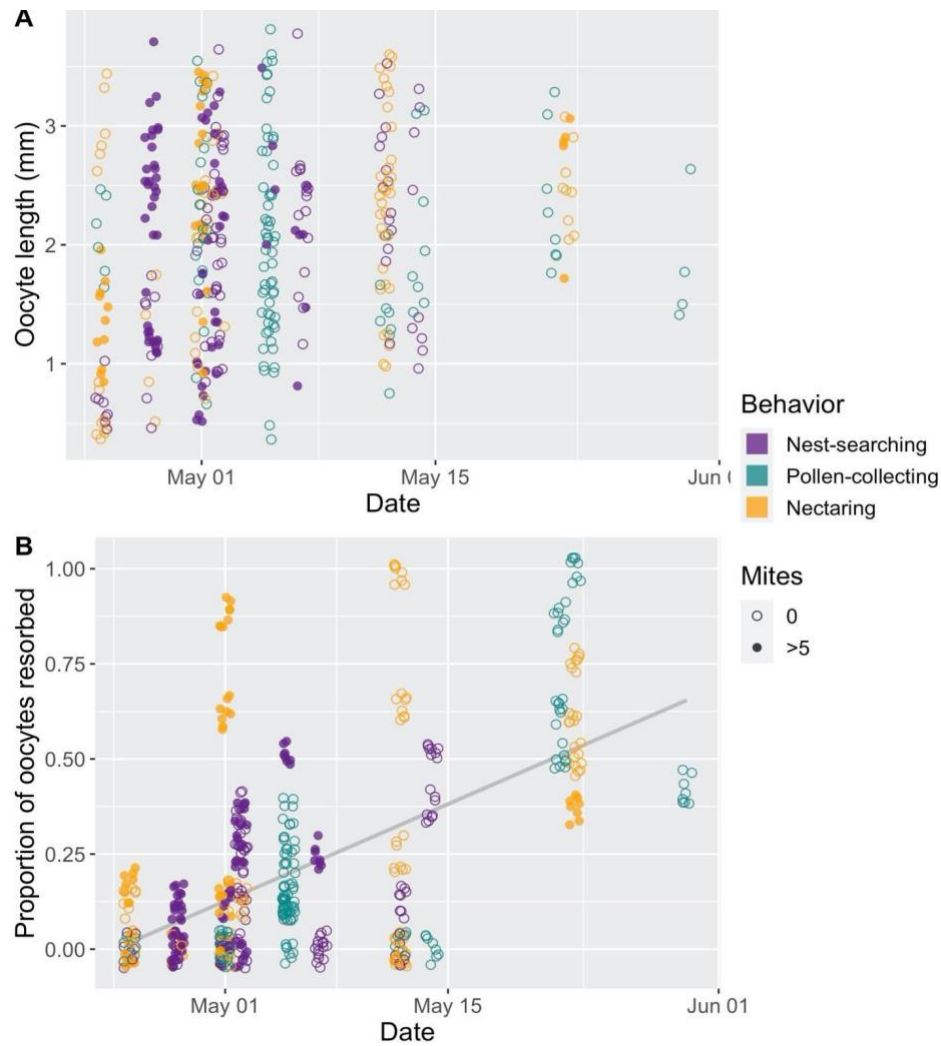 A
Oocyte length (mm)
3
2
1
May 01
May 15
Jun 0
Date
Behavior
Nest-searching
Pollen-collecting
Nectaring
Mites
0
>5
B
Proportion of oocytes resorbed
1.00
0.75
0.50
0.25
0.00
May 01
May 15
Jun 01
Date